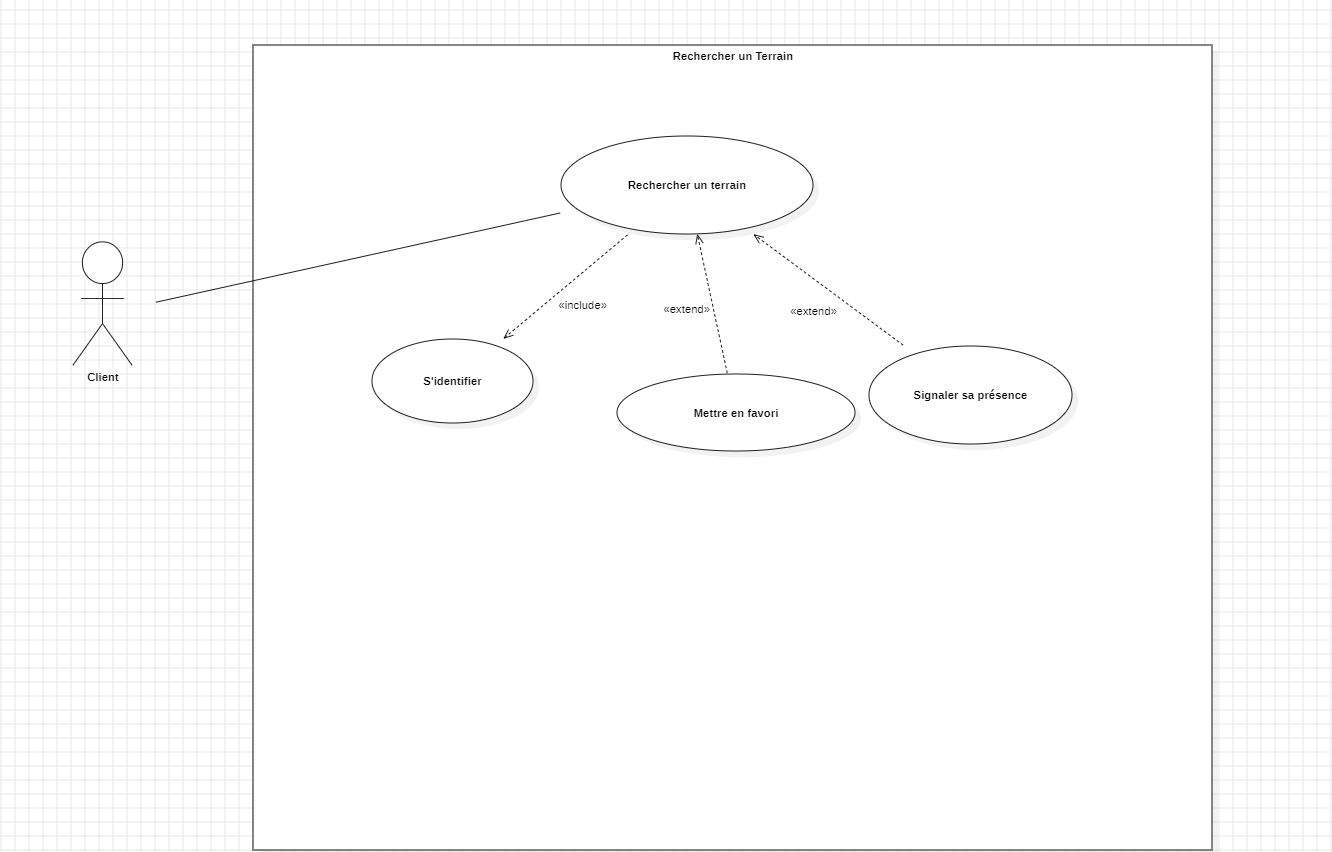 Rechercher un Terrain
Rechercher un terrain
«include»
«extend»
«extend»
Client
S'identifier
Mettre en favori
Signaler sa présence